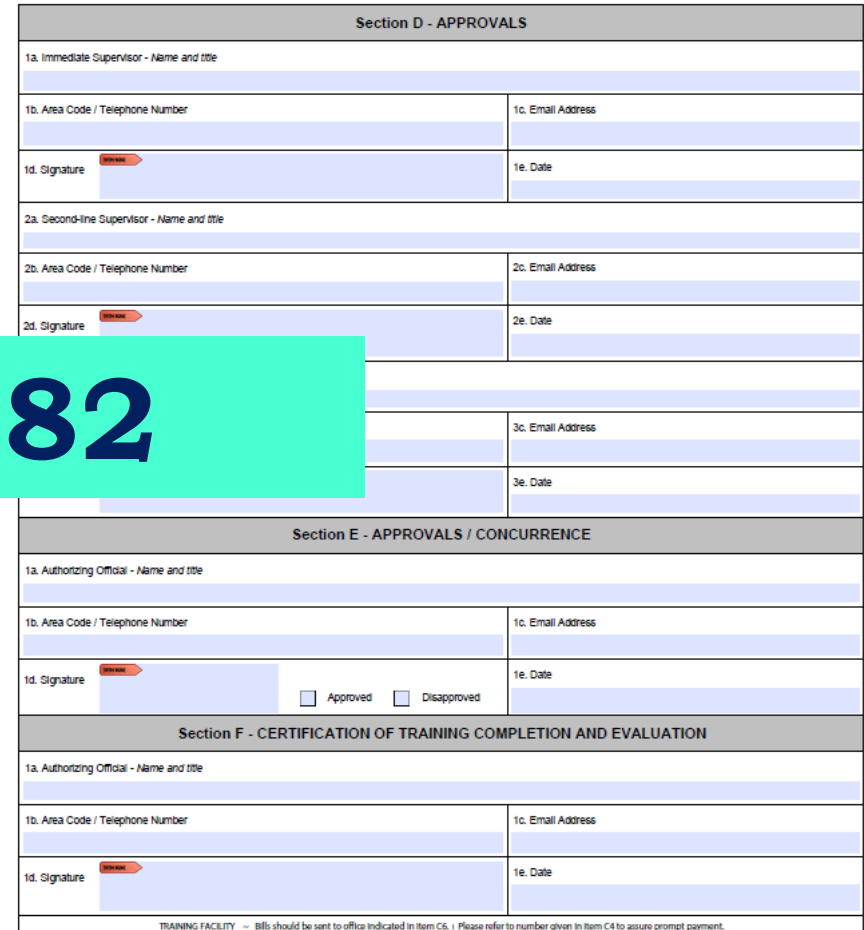 Section D - APPROVALS
1a. Immediate Supervisor - Name and title
1b. Area Code / Telephone Number
1c. Email Address
1d. Signature
1e. Date
2a. Second-line Supervisor - Name and title
2b. Area Code / Telephone Number
2c. Email Address
2d. Signature
2e. Date
82
3c. Email Address
3e. Date
Section E - APPROVALS / CONCURRENCE
1a. Authorizing Official - Name and title
1b. Area Code / Telephone Number
1c. Email Address
1d. Signature
Approved
Disapproved
1e. Date
Section F - CERTIFICATION OF TRAINING COMPLETION AND EVALUATION
1a. Authorizing Official - Name and title
1b. Area Code / Telephone Number
1c. Email Address
1d. Signature
1e. Date
TRAINING FACILITY ~ Bills should be sent to office indicated in item C6. | Please refer to number given in item C4 to assure prompt payment.